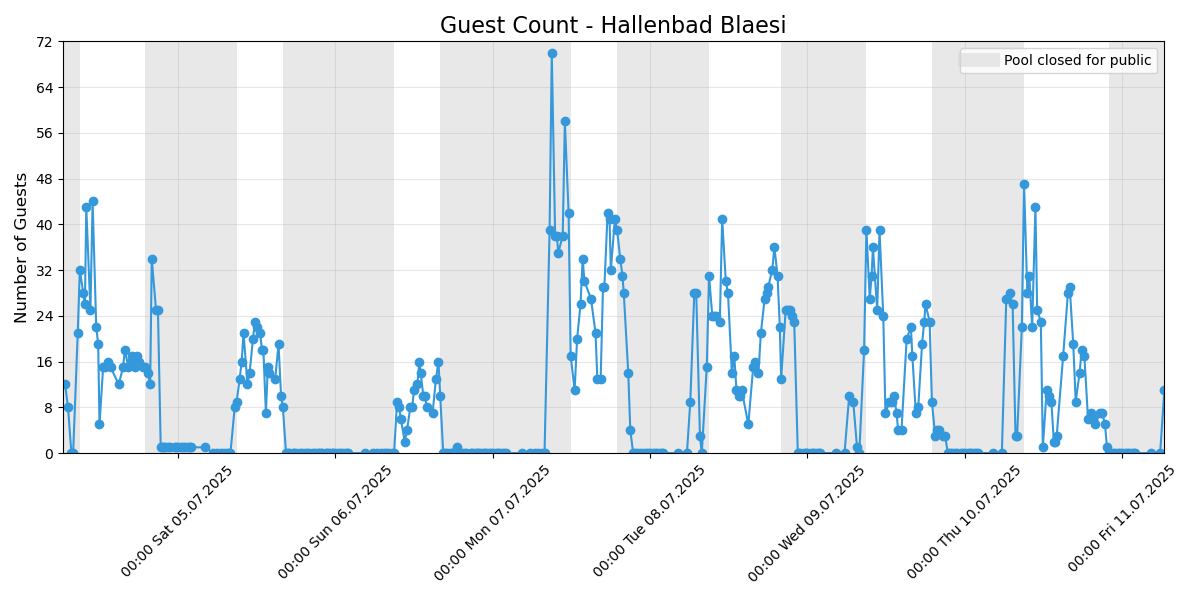 Guest Count - Hallenbad Blaesi
Pool closed for public
Number of Guests
72
64
56
48
40
32
24
16
8
0
00:00 Sat 05.07.2025
00:00 Sun 06.07.2025
00:00 Mon 07.07.2025
00:00 Tue 08.07.2025
00:00 Wed 09.07.2025
00:00 Thu 10.07.2025
00:00 Fri 11.07.2025